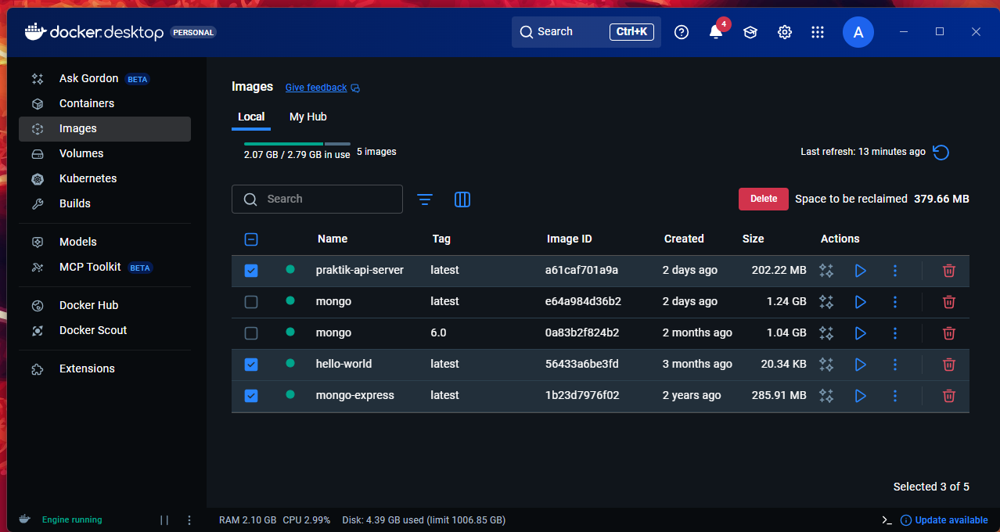 docker.desktop PERSONAL Search Ctrl+K 4 A
Ask Gordon BETA
Containers
Images
Volumes
Kubernetes
Builds
Models
MCP Toolkit BETA
Docker Hub
Docker Scout
Extensions
Images Give feedback
Local My Hub
2.07 GB / 2.79 GB in use 5 images Last refresh: 13 minutes ago
Search Delete Space to be reclaimed 379.66 MB
Name Tag Image ID Created Size Actions
praktik-api-server latest a61caf701a9a 2 days ago 202.22 MB
mongo latest e64a984d36b2 2 days ago 1.24 GB
mongo 6.0 0a83b2f824b2 2 months ago 1.04 GB
hello-world latest 56433a6be3fd 3 months ago 20.34 KB
mongo-express latest 1b23d7976f02 2 years ago 285.91 MB
Selected 3 of 5
Engine running RAM 2.10 GB CPU 2.99% Disk: 4.39 GB used (limit 1006.85 GB) Update available